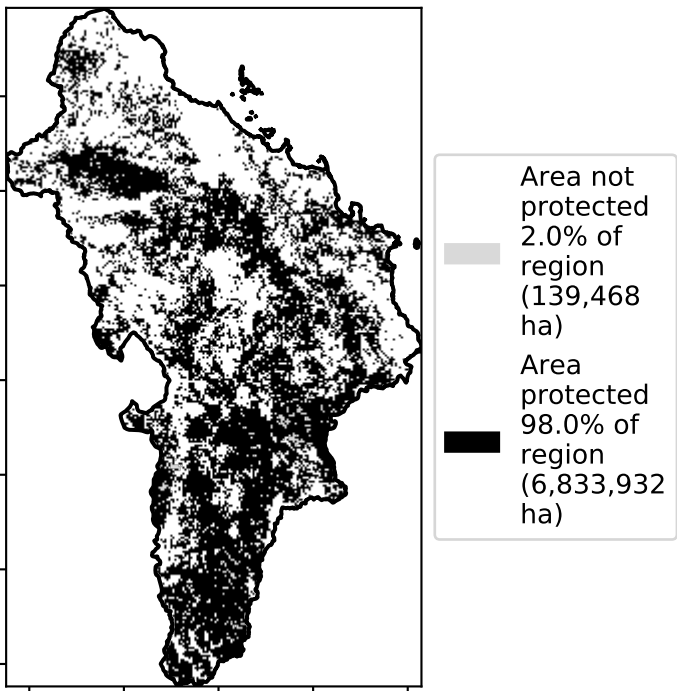 Area not
protected
2.0% of
region
(139,468
ha)
Area
protected
98.0% of
region
(6,833,932
ha)